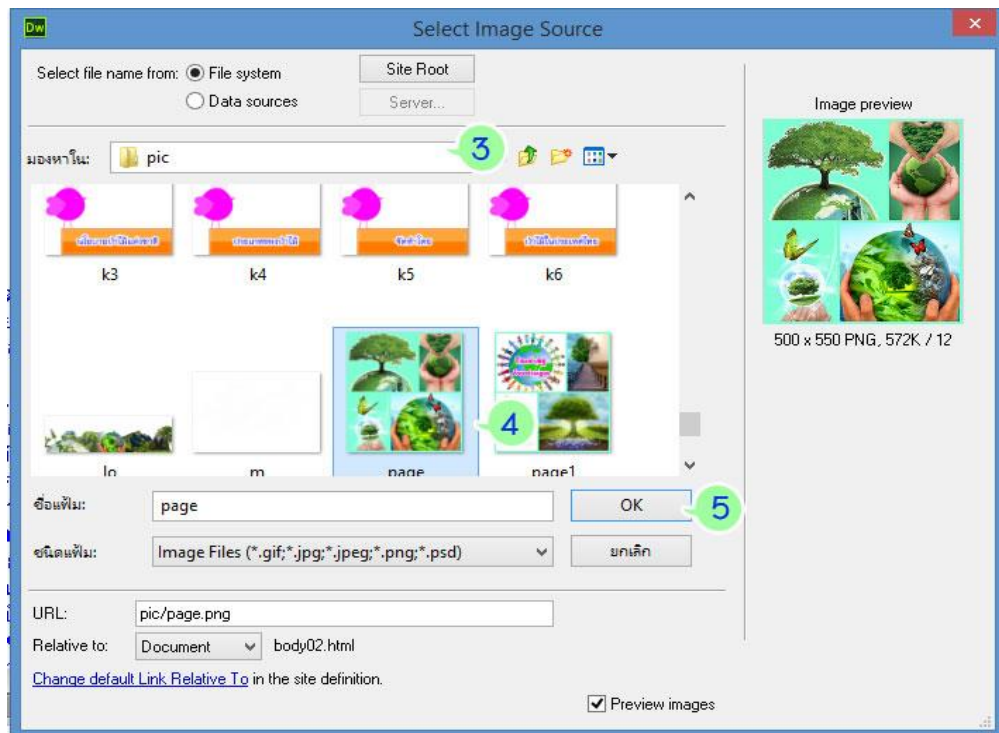 Dw Select Image Source
Select file name from: File system Site Root
Data sources Server...
Image preview
มองหาใน: pic 3
k3 k4 k5 k6
500 x 550 PNG, 572K / 12
4
lo m page page1
ชื่อแฟ้ม: page OK 5
ชนิดแฟ้ม: Image Files (*.gif;*.jpg;*.jpeg;*.png;*.psd) ยกเลิก
URL: pic/page.png
Relative to: Document body02.html
Change default Link Relative To in the site definition.
Preview images